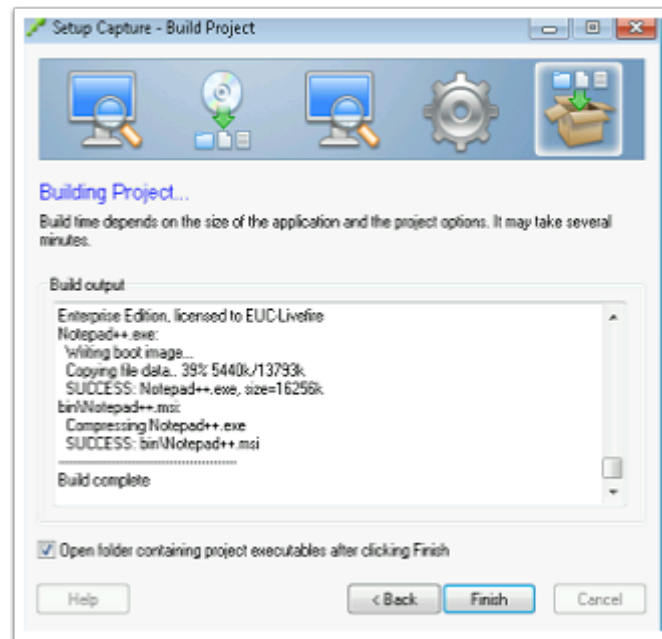 Setup Capture - Build Project
Building Project...
Build time depends on the size of the application and the project options. It may take several
minutes.
Build output
Enterprise Edition, licensed to EUC-Livefire
Notepad++.exe:
Writing boot image...
Copying file data.. 39% 5440k/13793k
SUCCESS: Notepad++.exe, size=16256k
bin\Notepad++.msi:
Compressing Notepad++.exe
SUCCESS: bin\Notepad++.msi
----------------------------------------
Build complete
Open folder containing project executables after clicking Finish
Help
< Back
Finish
Cancel